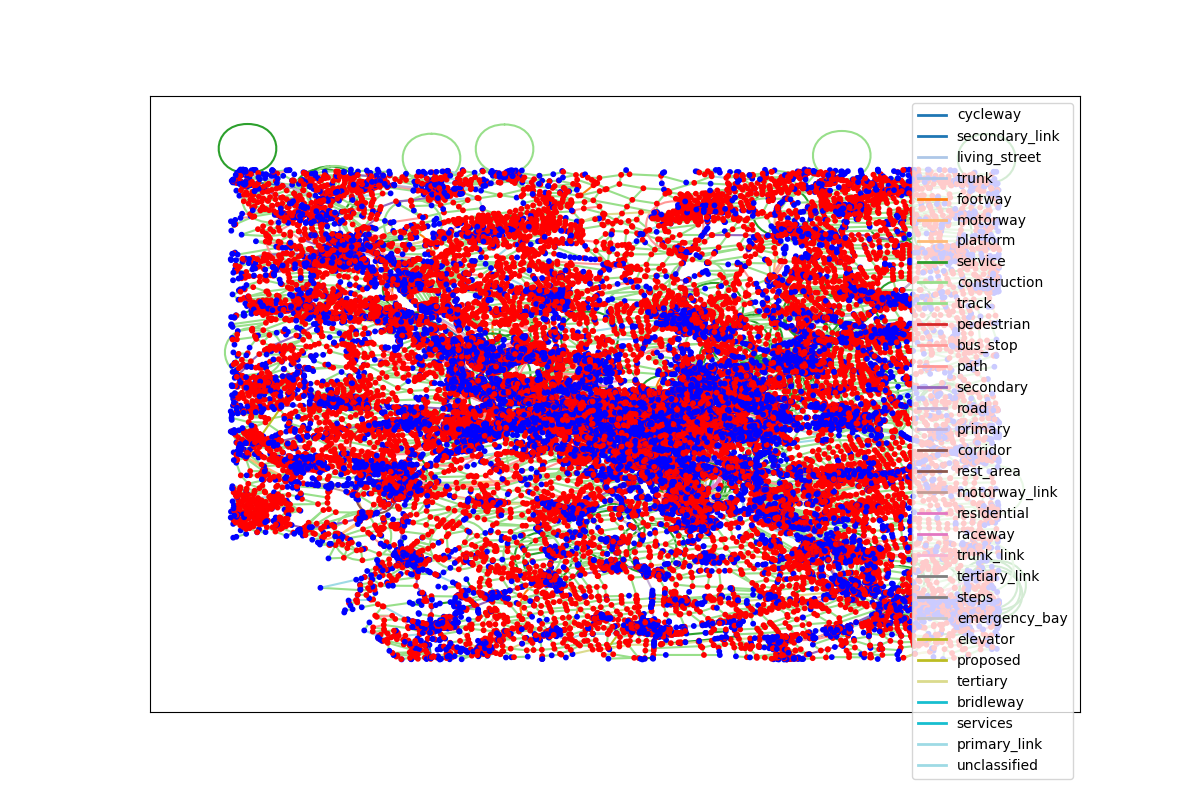 cycleway
secondary_link
living_street
trunk
footway
motorway
platform
service
construction
track
pedestrian
bus_stop
path
secondary
road
primary
corridor
rest_area
motorway_link
residential
raceway
trunk_link
tertiary_link
steps
emergency_bay
elevator
proposed
tertiary
bridleway
services
primary_link
unclassified